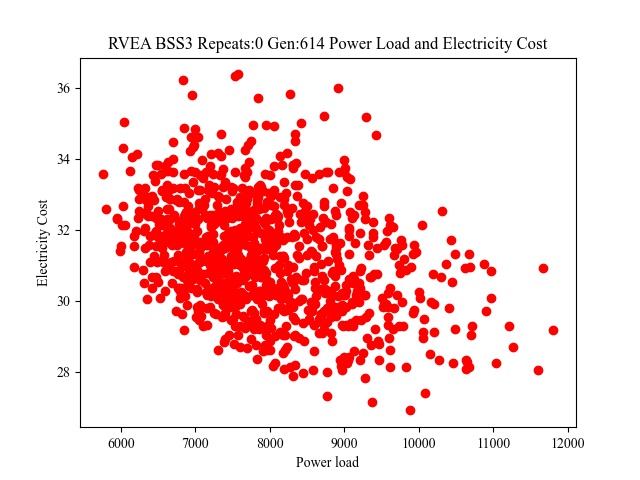 RVEA BSS3 Repeats:0 Gen:614 Power Load and Electricity Cost
36
34
32
30
28
Electricity Cost
6000 7000 8000 9000 10000 11000 12000
Power load